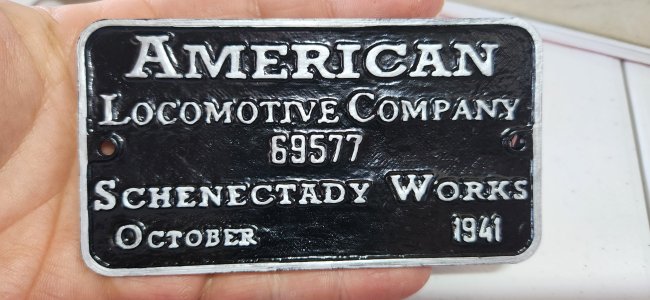 AMERICAN
LOCOMOTIVE COMPANY
69577
SCHENECTADY WORKS
OCTOBER 1941